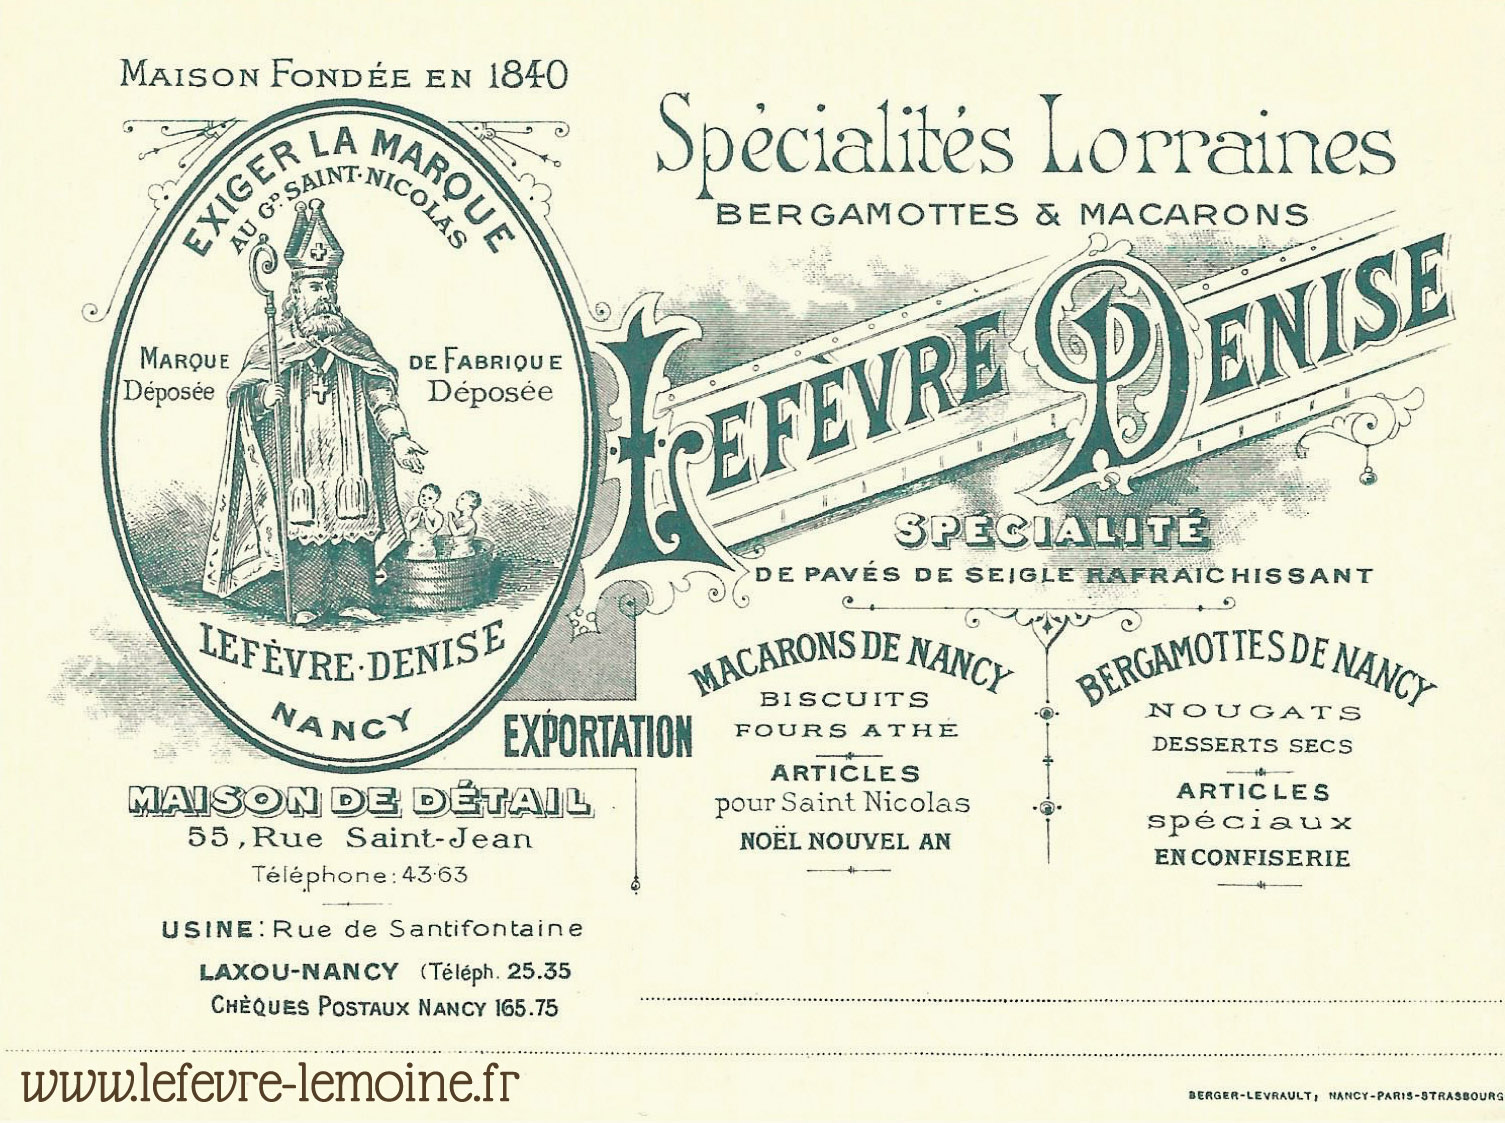 MAISON FONDÉE EN 1840
EXIGER LA MARQUE
AU GD. SAINT-NICOLAS
MARQUE DE FABRIQUE
Déposée Déposée
LEFÈVRE-DENISE
NANCY
Spécialités Lorraines
BERGAMOTTES & MACARONS
LEFÈVRE DENISE
SPÉCIALITÉ
DE PAVÉS DE SEIGLE RAFRAICHISSANT
EXPORTATION
MACARONS DE NANCY
BISCUITS
FOURS A THÉ
ARTICLES
pour Saint Nicolas
NOËL NOUVEL AN
BERGAMOTTES DE NANCY
NOUGATS
DESSERTS SECS
ARTICLES
spéciaux
EN CONFISERIE
MAISON DE DÉTAIL
55, Rue Saint-Jean
Téléphone: 43-63
USINE: Rue de Santifontaine
LAXOU-NANCY (Téléph. 25.35
CHÈQUES POSTAUX NANCY 165.75
www.lefevre-lemoine.fr
BERGER-LEVRAULT, NANCY-PARIS-STRASBOURG